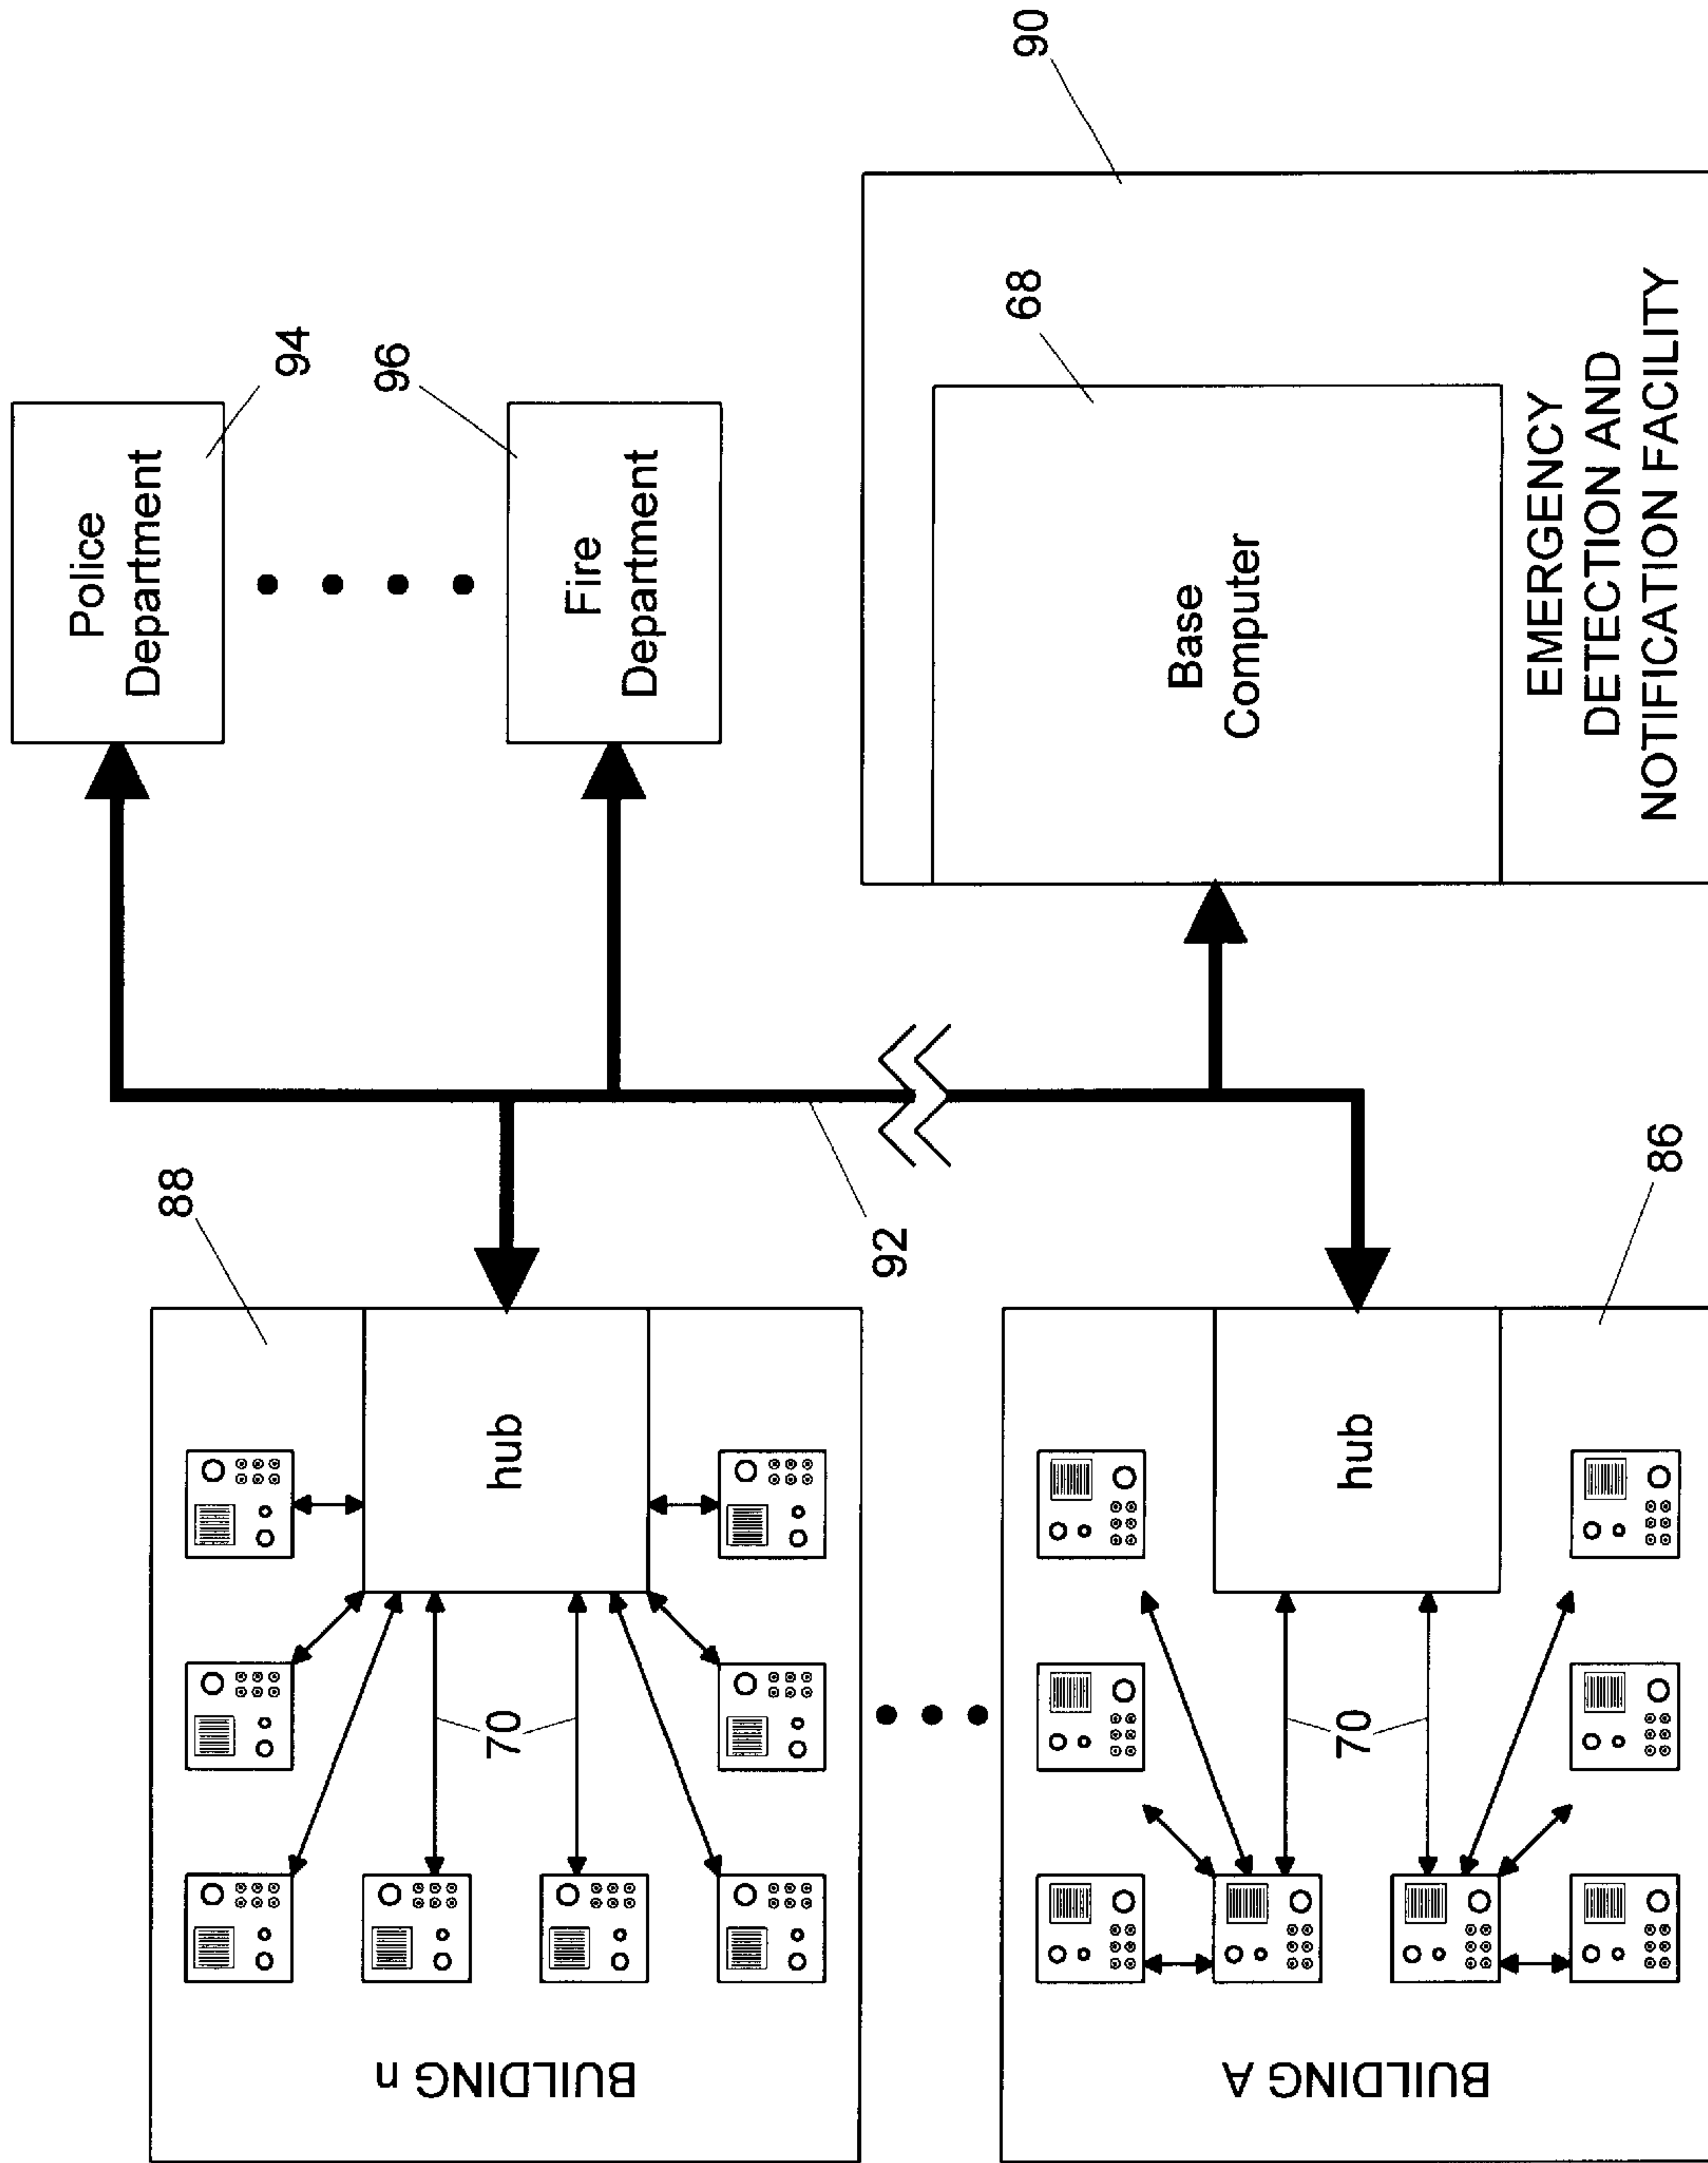 BUILDING n
88
hub
70
Police
Department
94
Fire
Department
96
92
BUILDING A
86
hub
70
Base
Computer
68
90
EMERGENCY
DETECTION AND
NOTIFICATION FACILITY